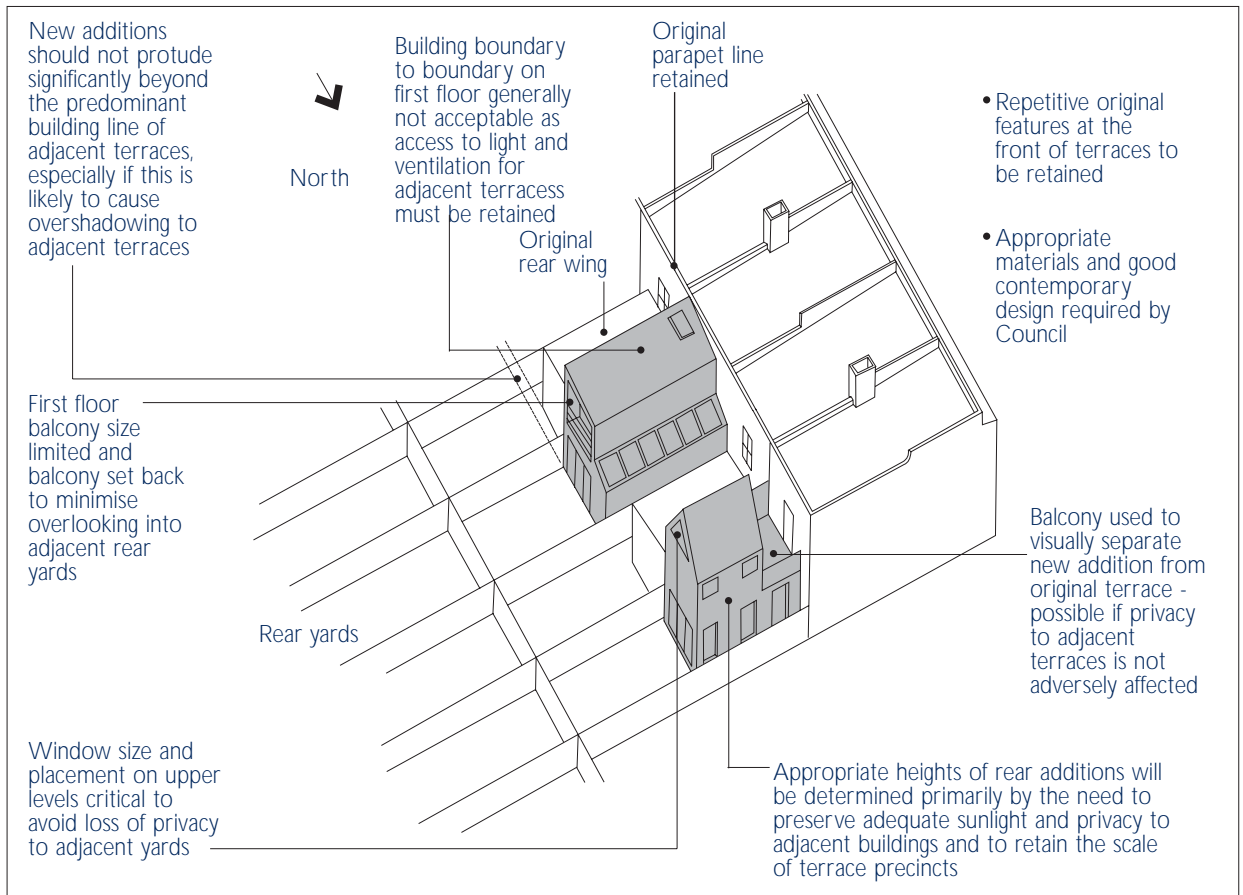 New additions
should not protude
significantly beyond
the predominant
building line of
adjacent terraces,
especially if this is
likely to cause
overshadowing to
adjacent terraces
North
Building boundary
to boundary on
first floor generally
not acceptable as
access to light and
ventilation for
adjacent terracess
must be retained
Original
rear wing
Original
parapet line
retained
• Repetitive original
features at the
front of terraces to
be retained
• Appropriate
materials and good
contemporary
design required by
Council
First floor
balcony size
limited and
balcony set back
to minimise
overlooking into
adjacent rear
yards
Rear yards
Balcony used to
visually separate
new addition from
original terrace -
possible if privacy
to adjacent
terraces is not
adversely affected
Window size and
placement on upper
levels critical to
avoid loss of privacy
to adjacent yards
Appropriate heights of rear additions will
be determined primarily by the need to
preserve adequate sunlight and privacy to
adjacent buildings and to retain the scale
of terrace precincts